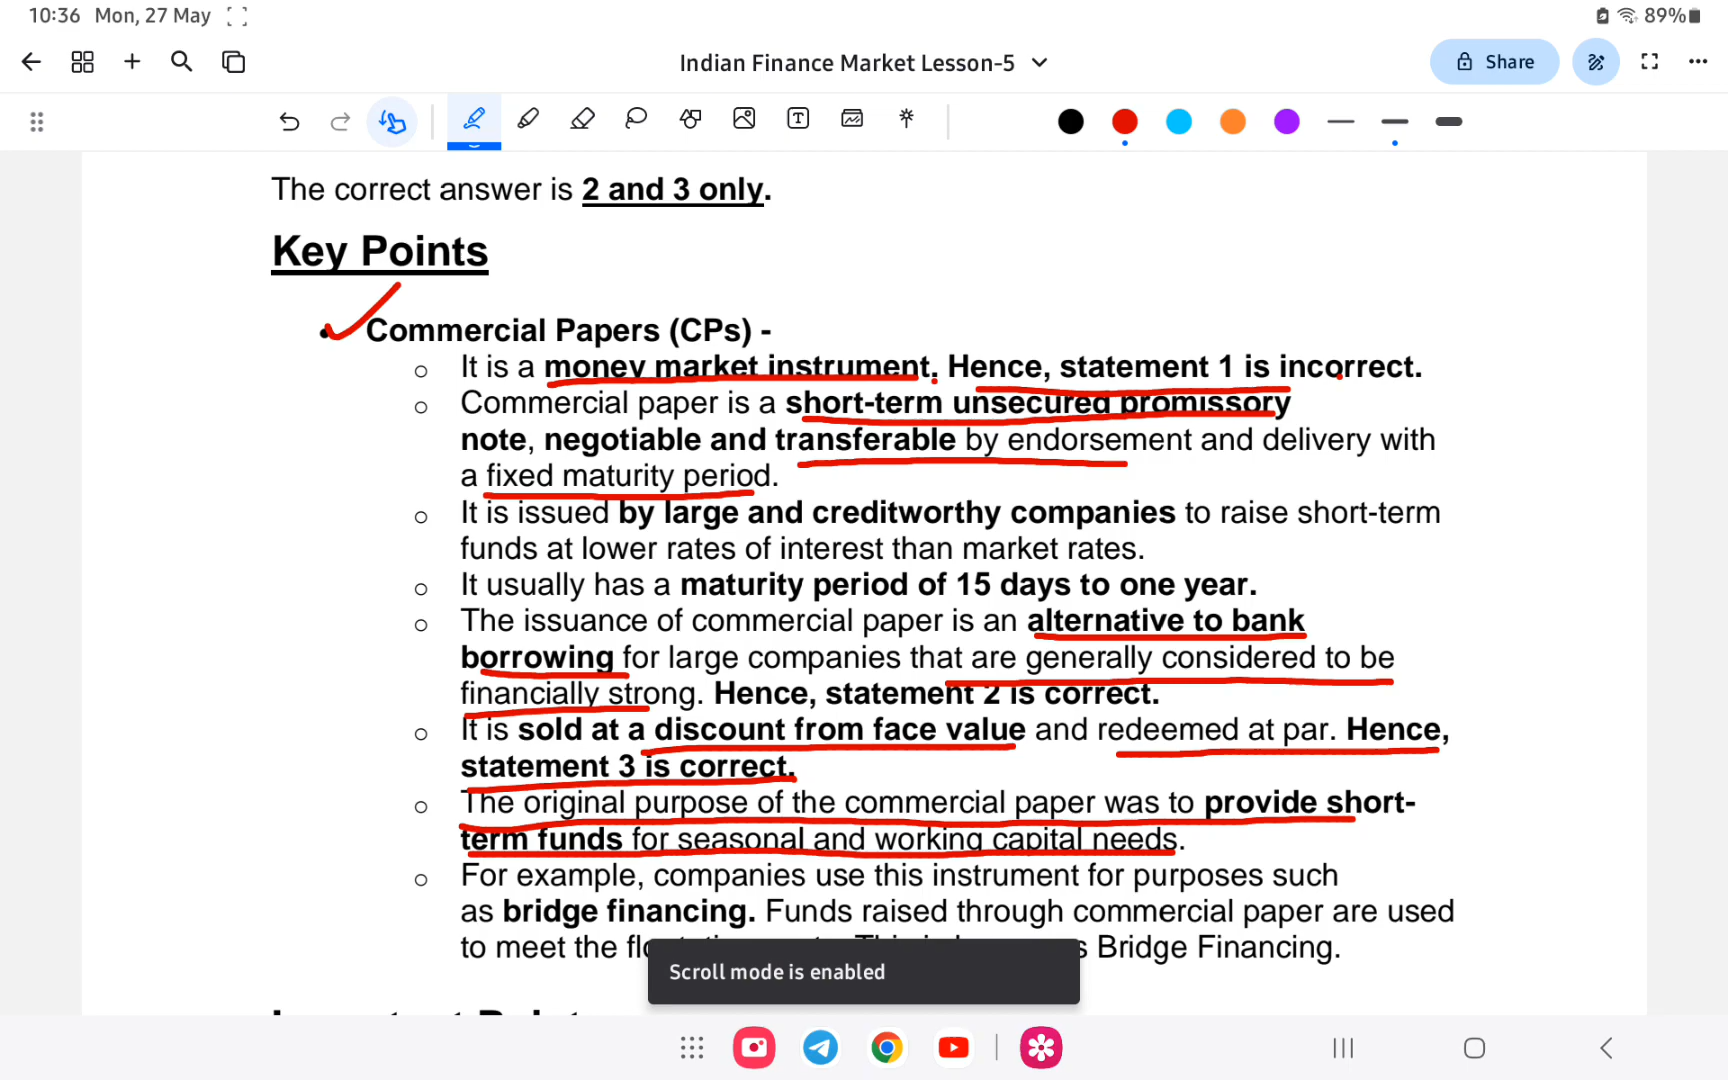 10:36 Mon, 27 May
89%
Indian Finance Market Lesson-5
Share
The correct answer is 2 and 3 only.
Key Points
• Commercial Papers (CPs) -
o It is a money market instrument. Hence, statement 1 is incorrect.
o Commercial paper is a short-term unsecured promissory
note, negotiable and transferable by endorsement and delivery with
a fixed maturity period.
o It is issued by large and creditworthy companies to raise short-term
funds at lower rates of interest than market rates.
o It usually has a maturity period of 15 days to one year.
o The issuance of commercial paper is an alternative to bank
borrowing for large companies that are generally considered to be
financially strong. Hence, statement 2 is correct.
o It is sold at a discount from face value and redeemed at par. Hence,
statement 3 is correct.
o The original purpose of the commercial paper was to provide short-
term funds for seasonal and working capital needs.
o For example, companies use this instrument for purposes such
as bridge financing. Funds raised through commercial paper are used
to meet the Bridge Financing.
Scroll mode is enabled